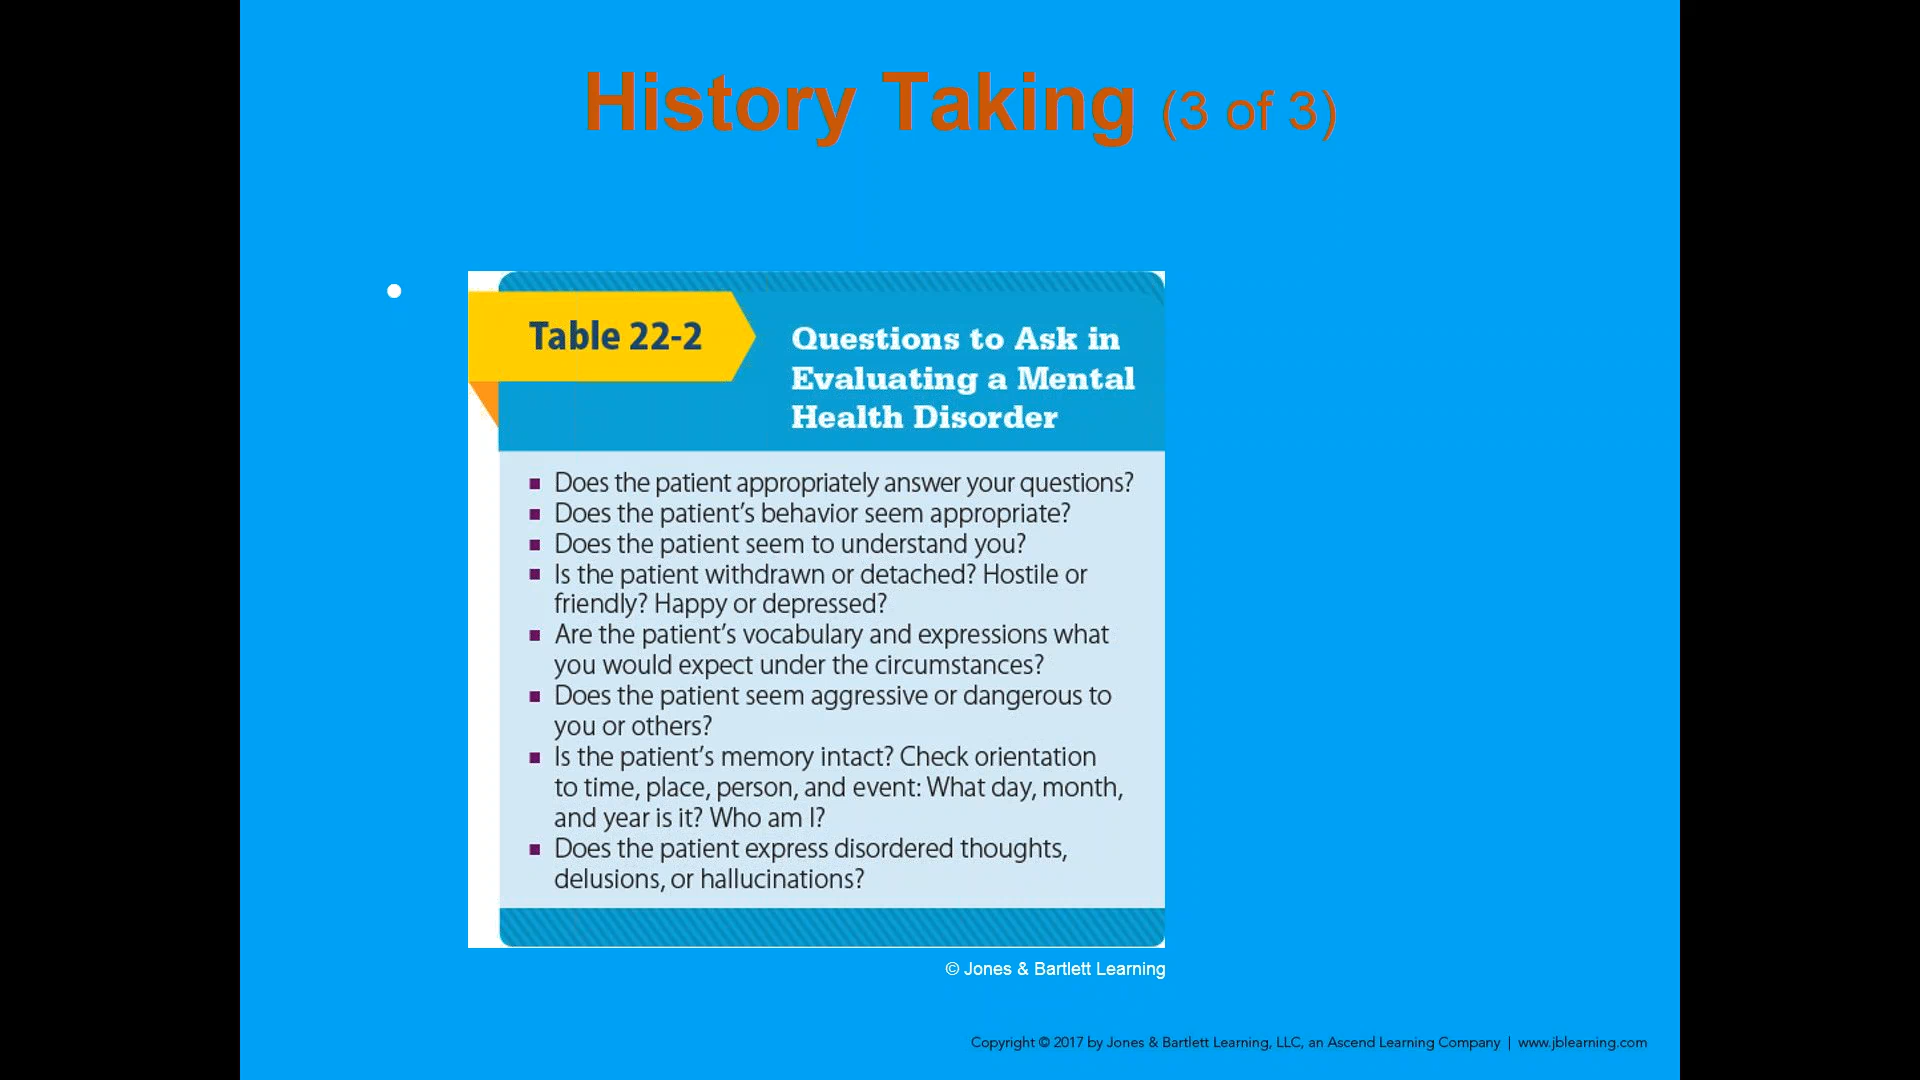 History Taking (3 of 3)
•
Table 22-2
Questions to Ask in
Evaluating a Mental
Health Disorder
■ Does the patient appropriately answer your questions?
■ Does the patient’s behavior seem appropriate?
■ Does the patient seem to understand you?
■ Is the patient withdrawn or detached? Hostile or
friendly? Happy or depressed?
■ Are the patient’s vocabulary and expressions what
you would expect under the circumstances?
■ Does the patient seem aggressive or dangerous to
you or others?
■ Is the patient’s memory intact? Check orientation
to time, place, person, and event: What day, month,
and year is it? Who am I?
■ Does the patient express disordered thoughts,
delusions, or hallucinations?
© Jones & Bartlett Learning
Copyright © 2017 by Jones & Bartlett Learning, LLC, an Ascend Learning Company | www.jblearning.com